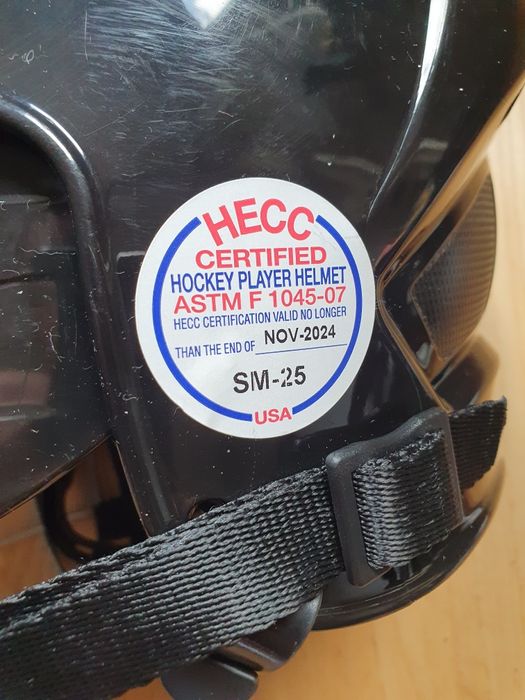 HECC
CERTIFIED
HOCKEY PLAYER HELMET
ASTM F 1045-07
HECC CERTIFICATION VALID NO LONGER
THAN THE END OF NOV-2024
SM-25
USA